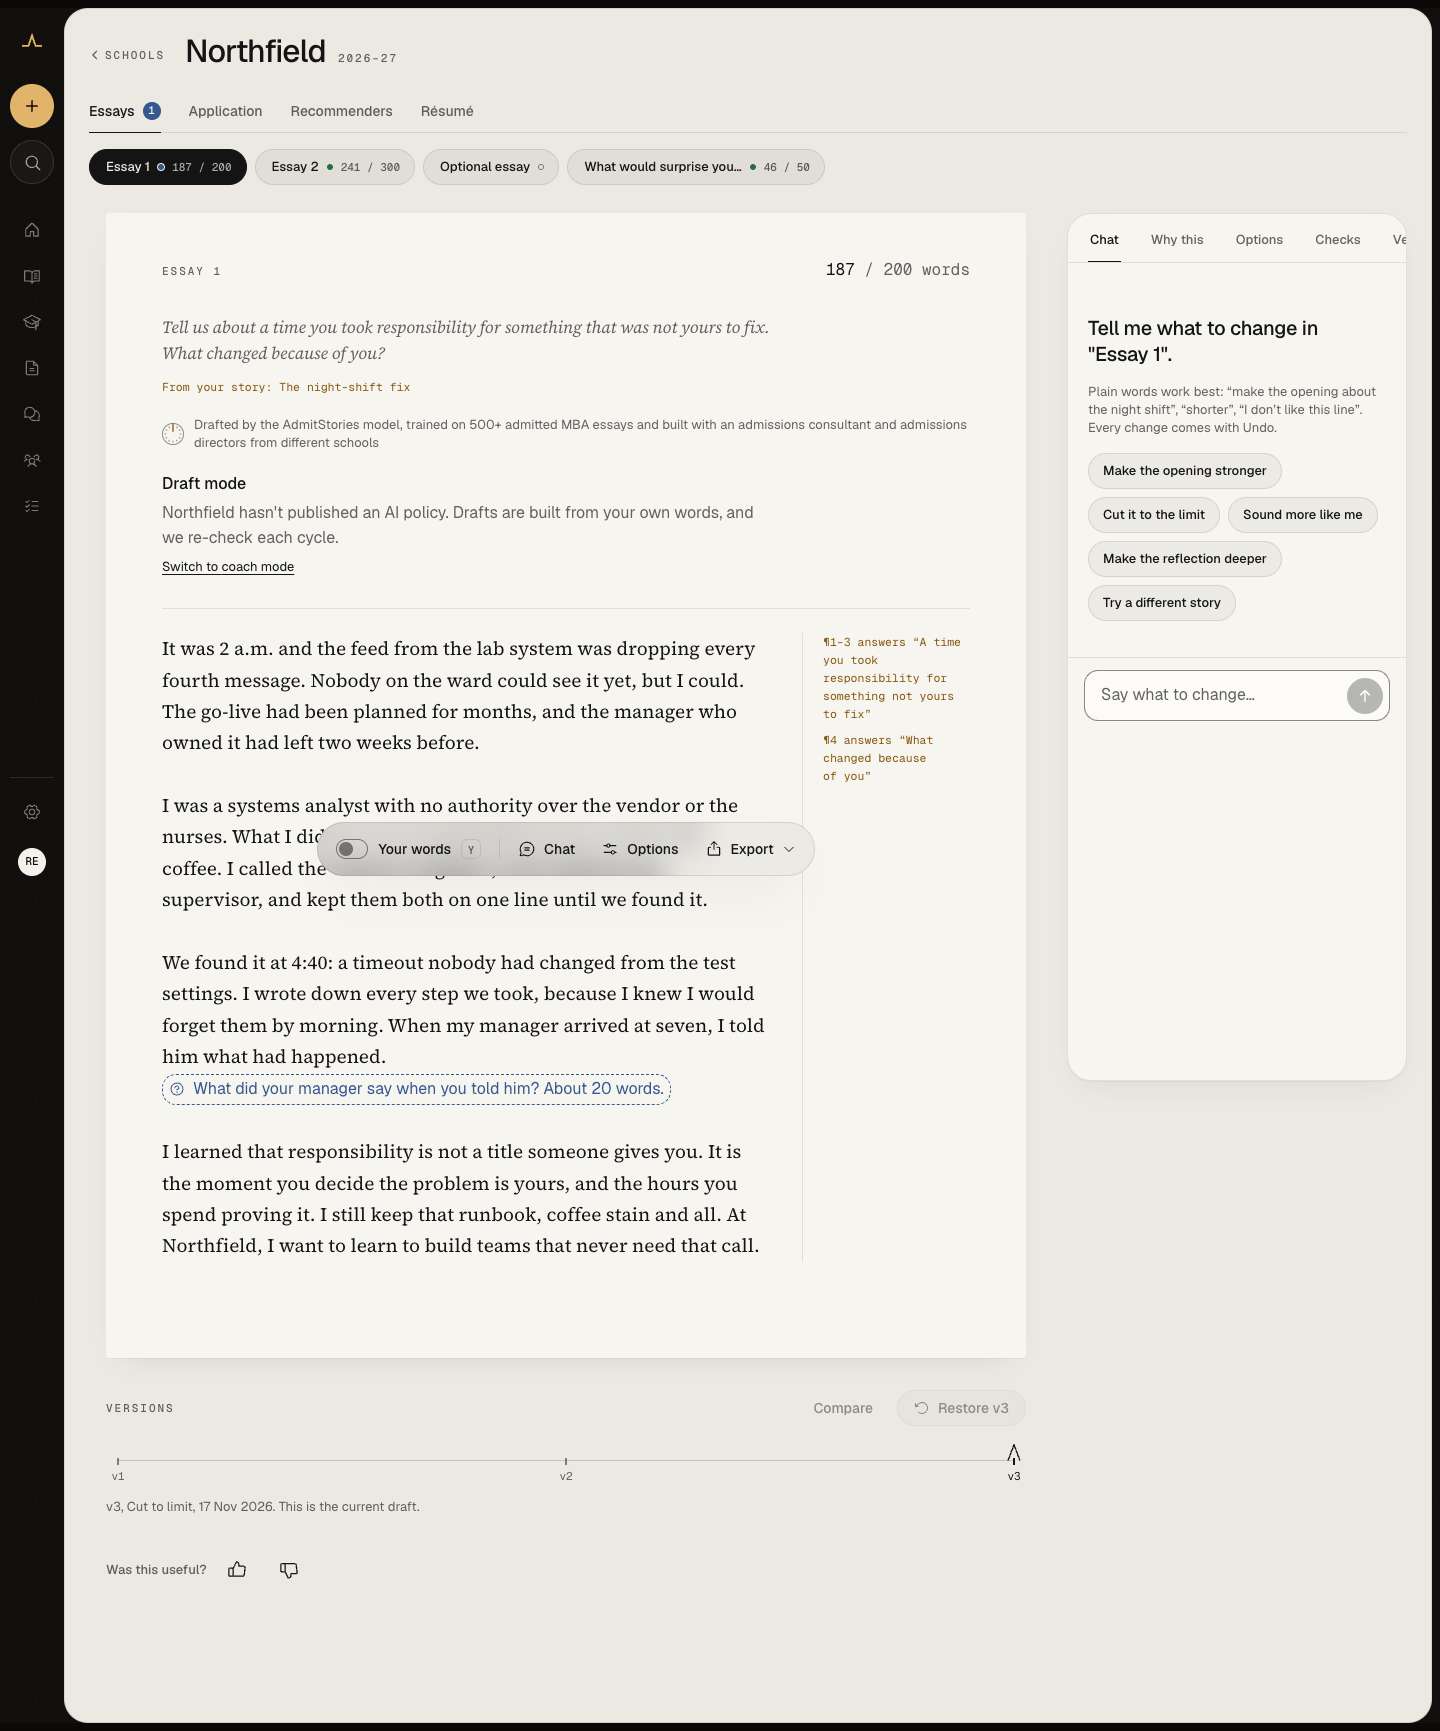 SCHOOLS
Northfield 2026-27
Essays 1
Application
Recommenders
Résumé
Essay 1 187 / 200
Essay 2 241 / 300
Optional essay
What would surprise you... 46 / 50
ESSAY 1
187 / 200 words
Tell us about a time you took responsibility for something that was not yours to fix.
What changed because of you?
From your story: The night-shift fix
Drafted by the AdmitStories model, trained on 500+ admitted MBA essays and built with an admissions consultant and admissions
directors from different schools
Draft mode
Northfield hasn't published an AI policy. Drafts are built from your own words, and
we re-check each cycle.
Switch to coach mode
It was 2 a.m. and the feed from the lab system was dropping every
fourth message. Nobody on the ward could see it yet, but I could.
The go-live had been planned for months, and the manager who
owned it had left two weeks before.
I was a systems analyst with no authority over the vendor or the
nurses. What I did
coffee. I called the
supervisor, and kept them both on one line until we found it.
We found it at 4:40: a timeout nobody had changed from the test
settings. I wrote down every step we took, because I knew I would
forget them by morning. When my manager arrived at seven, I told
him what had happened.
What did your manager say when you told him? About 20 words.
I learned that responsibility is not a title someone gives you. It is
the moment you decide the problem is yours, and the hours you
spend proving it. I still keep that runbook, coffee stain and all. At
Northfield, I want to learn to build teams that never need that call.
¶1–3 answers “A time
you took
responsibility for
something not yours
to fix”
¶4 answers “What
changed because
of you”
Your words Y
Chat
Options
Export
VERSIONS
Compare
Restore v3
v1
v2
v3
v3, Cut to limit, 17 Nov 2026. This is the current draft.
Was this useful?
Chat
Why this
Options
Checks
Ve
Tell me what to change in
"Essay 1".
Plain words work best: “make the opening about
the night shift”, “shorter”, “I don’t like this line”.
Every change comes with Undo.
Make the opening stronger
Cut it to the limit
Sound more like me
Make the reflection deeper
Try a different story
Say what to change...
RE